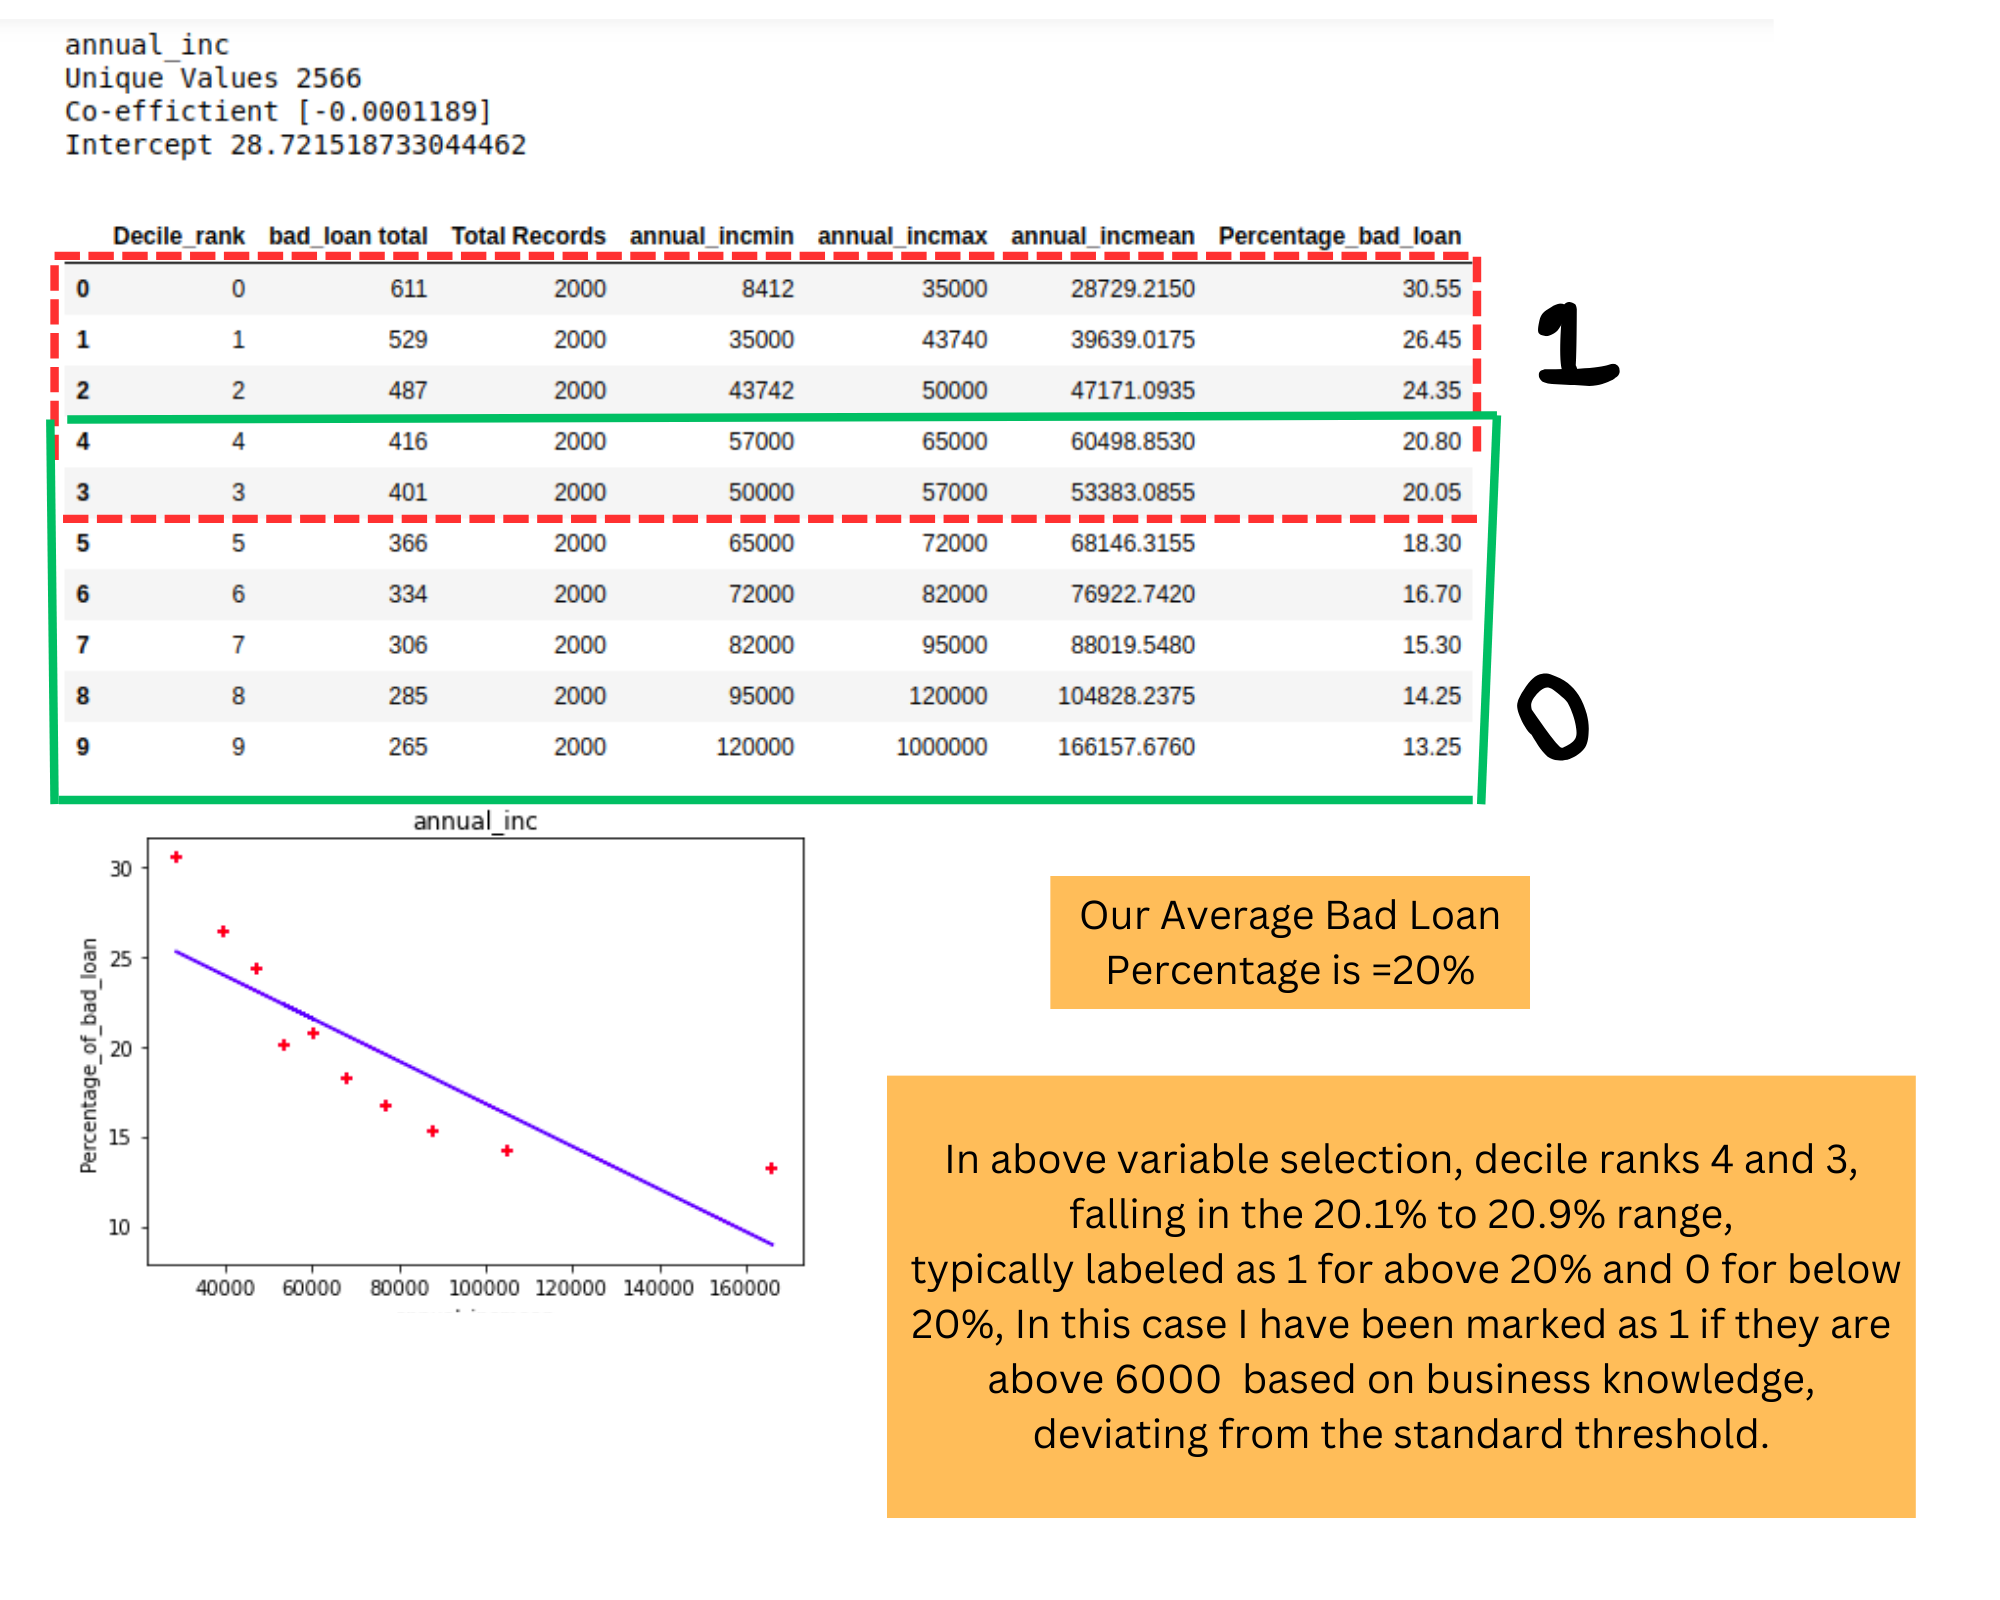 annual_inc
Unique Values 2566
Co-effictient [-0.0001189]
Intercept 28.721518733044462
Decile_rank bad_loan total Total Records annual_incmin annual_incmax annual_incmean Percentage_bad_loan
0 0 611 2000 8412 35000 28729.2150 30.55
1 1 529 2000 35000 43740 39639.0175 26.45
2 2 487 2000 43742 50000 47171.0935 24.35
4 4 416 2000 57000 65000 60498.8530 20.80
3 3 401 2000 50000 57000 53383.0855 20.05
5 5 366 2000 65000 72000 68146.3155 18.30
6 6 334 2000 72000 82000 76922.7420 16.70
7 7 306 2000 82000 95000 88019.5480 15.30
8 8 285 2000 95000 120000 104828.2375 14.25
9 9 265 2000 120000 1000000 166157.6760 13.25
1
0
annual_inc
Percentage_of_bad_loan
30
25
20
15
10
40000 60000 80000 100000 120000 140000 160000
Our Average Bad Loan
Percentage is =20%
In above variable selection, decile ranks 4 and 3,
falling in the 20.1% to 20.9% range,
typically labeled as 1 for above 20% and 0 for below
20%, In this case I have been marked as 1 if they are
above 6000 based on business knowledge,
deviating from the standard threshold.